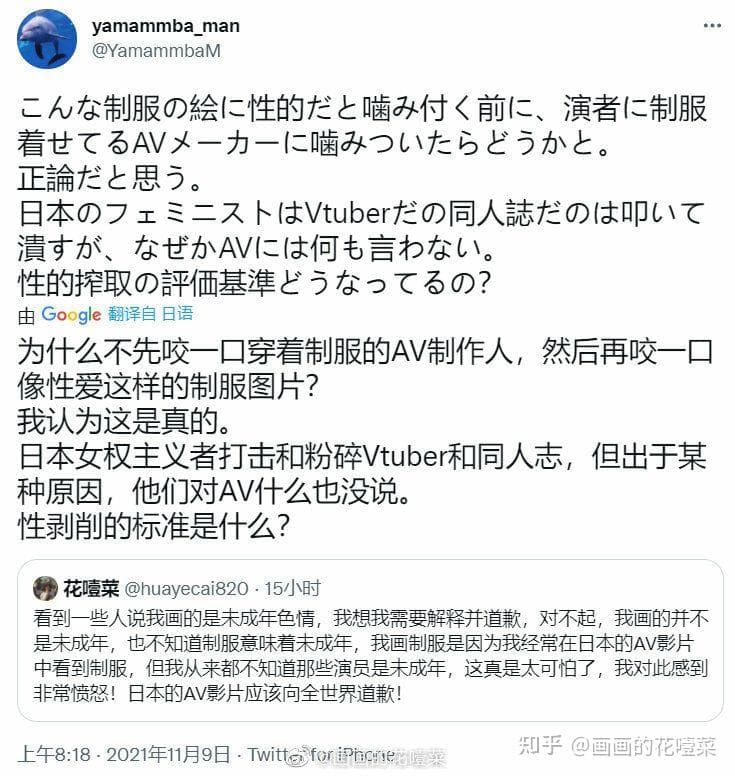 yamammba_man
@YamammbaM
こんな制服の絵に性的だと噛み付く前に、演者に制服
着せてるAVメーカーに噛みついたらどうかと。
正論だと思う。
日本のフェミニストはVtuberだの同人誌だのは叩いて
潰すが、なぜかAVには何も言わない。
性的搾取の評価基準どうなってるの？
由 Google 翻译自 日语
为什么不先咬一口穿着制服的AV制作人，然后再咬一口
像性爱这样的制服图片？
我认为这是真的。
日本女权主义者打击和粉碎Vtuber和同人志，但出于某
种原因，他们对AV什么也没说。
性剥削的标准是什么？
花噎菜 @huayecai820 · 15小时
看到一些人说我画的是未成年色情，我想我需要解释并道歉，对不起，我画的并不
是未成年，也不知道制服意味着未成年，我画制服是因为我经常在日本的AV影片
中看到制服，但我从来都不知道那些演员是未成年，这真是太可怕了，我对此感到
非常愤怒！日本的AV影片应该向全世界道歉！
上午8:18 · 2021年11月9日 · Twitter for iPhone
@画画的花噎菜
知乎 @画画的花噎菜